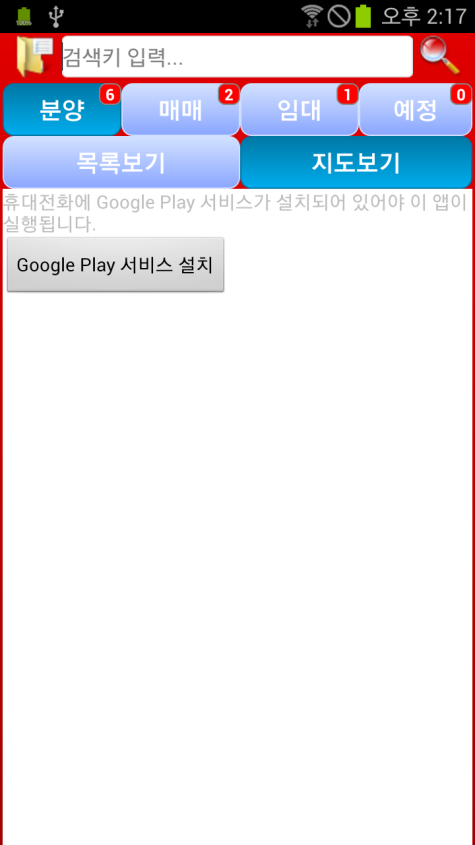 100%
오후 2:17
검색키 입력...
분양 6 매매 2 임대 1 예정 0
목록보기 지도보기
휴대전화에 Google Play 서비스가 설치되어 있어야 이 앱이
실행됩니다.
Google Play 서비스 설치